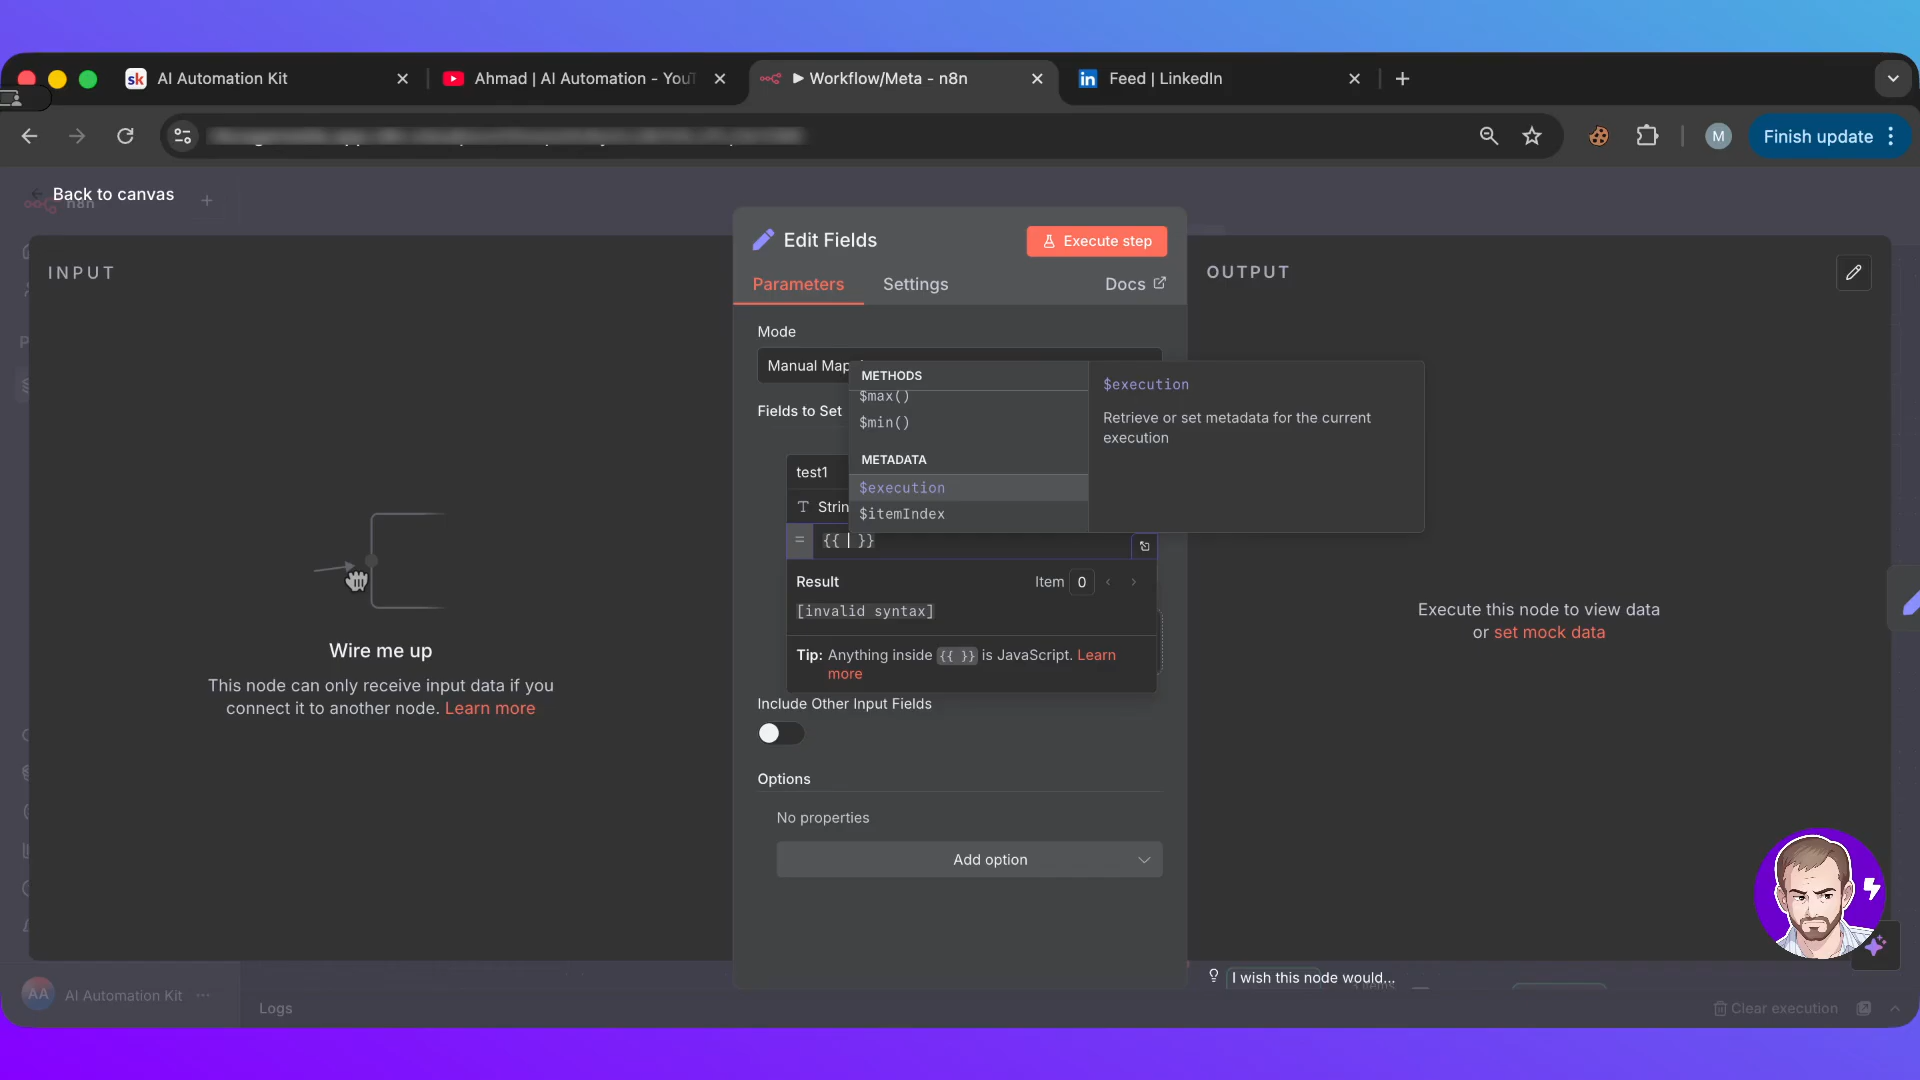 AI Automation Kit
Ahmad | AI Automation - You
Workflow/Meta - n8n
Feed | LinkedIn
M
Finish update
Back to canvas
n8n
INPUT
Edit Fields
Execute step
OUTPUT
Parameters
Settings
Docs
Mode
Manual Map
METHODS
$max()
$min()
METADATA
$execution
$itemIndex
$execution
Retrieve or set metadata for the current
execution
Fields to Set
test1
T Strin
= {{ }}
Result
Item 0
[invalid syntax]
Tip: Anything inside {{ }} is JavaScript. Learn
more
Wire me up
This node can only receive input data if you
connect it to another node. Learn more
Execute this node to view data
or set mock data
Include Other Input Fields
Options
No properties
Add option
I wish this node would...
AA
AI Automation Kit
Logs
Clear execution